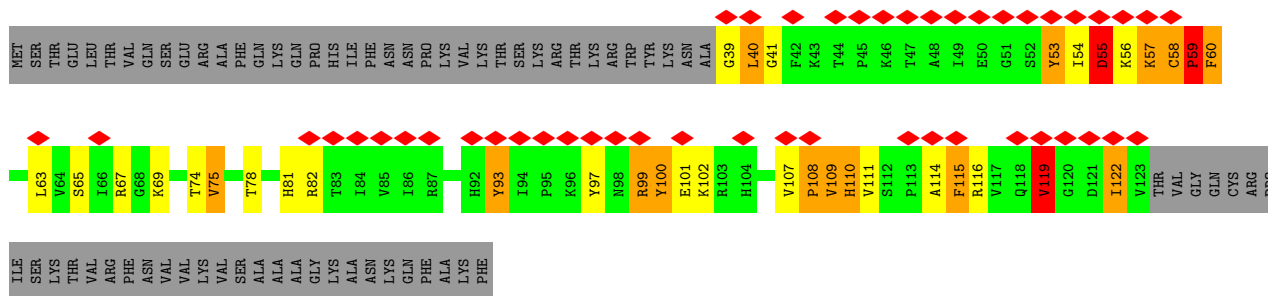 MET SER THR GLU LEU THR VAL GLN SER GLU ARG ALA PHE GLN LYS GLN PRO HIS ILE PHE ASN ASN PRO LYS VAL LYS THR SER LYS ARG THR LYS ARG TRP TYR LYS ASN ALA G39 L40 G41 F42 K43 T44 P45 K46 T47 A48 I49 E50 G51 S52 Y53 I54 D55 K56 K57 C58 P59 F60
L63 V64 S65 I66 R67 G68 K69 T74 V75 T78 H81 R82 T83 I84 V85 I86 R87 H92 Y93 I94 P95 K96 Y97 N98 R99 Y100 E101 K102 R103 H104 V107 P108 V109 H110 V111 S112 P113 A114 F115 R116 V117 Q118 V119 G120 D121 I122 V123 THR VAL GLY GLN CYS ARG
ILE SER LYS THR VAL ARG PHE ASN VAL VAL LYS VAL SER ALA ALA ALA GLY LYS ALA ASN LYS GLN PHE ALA LYS PHE